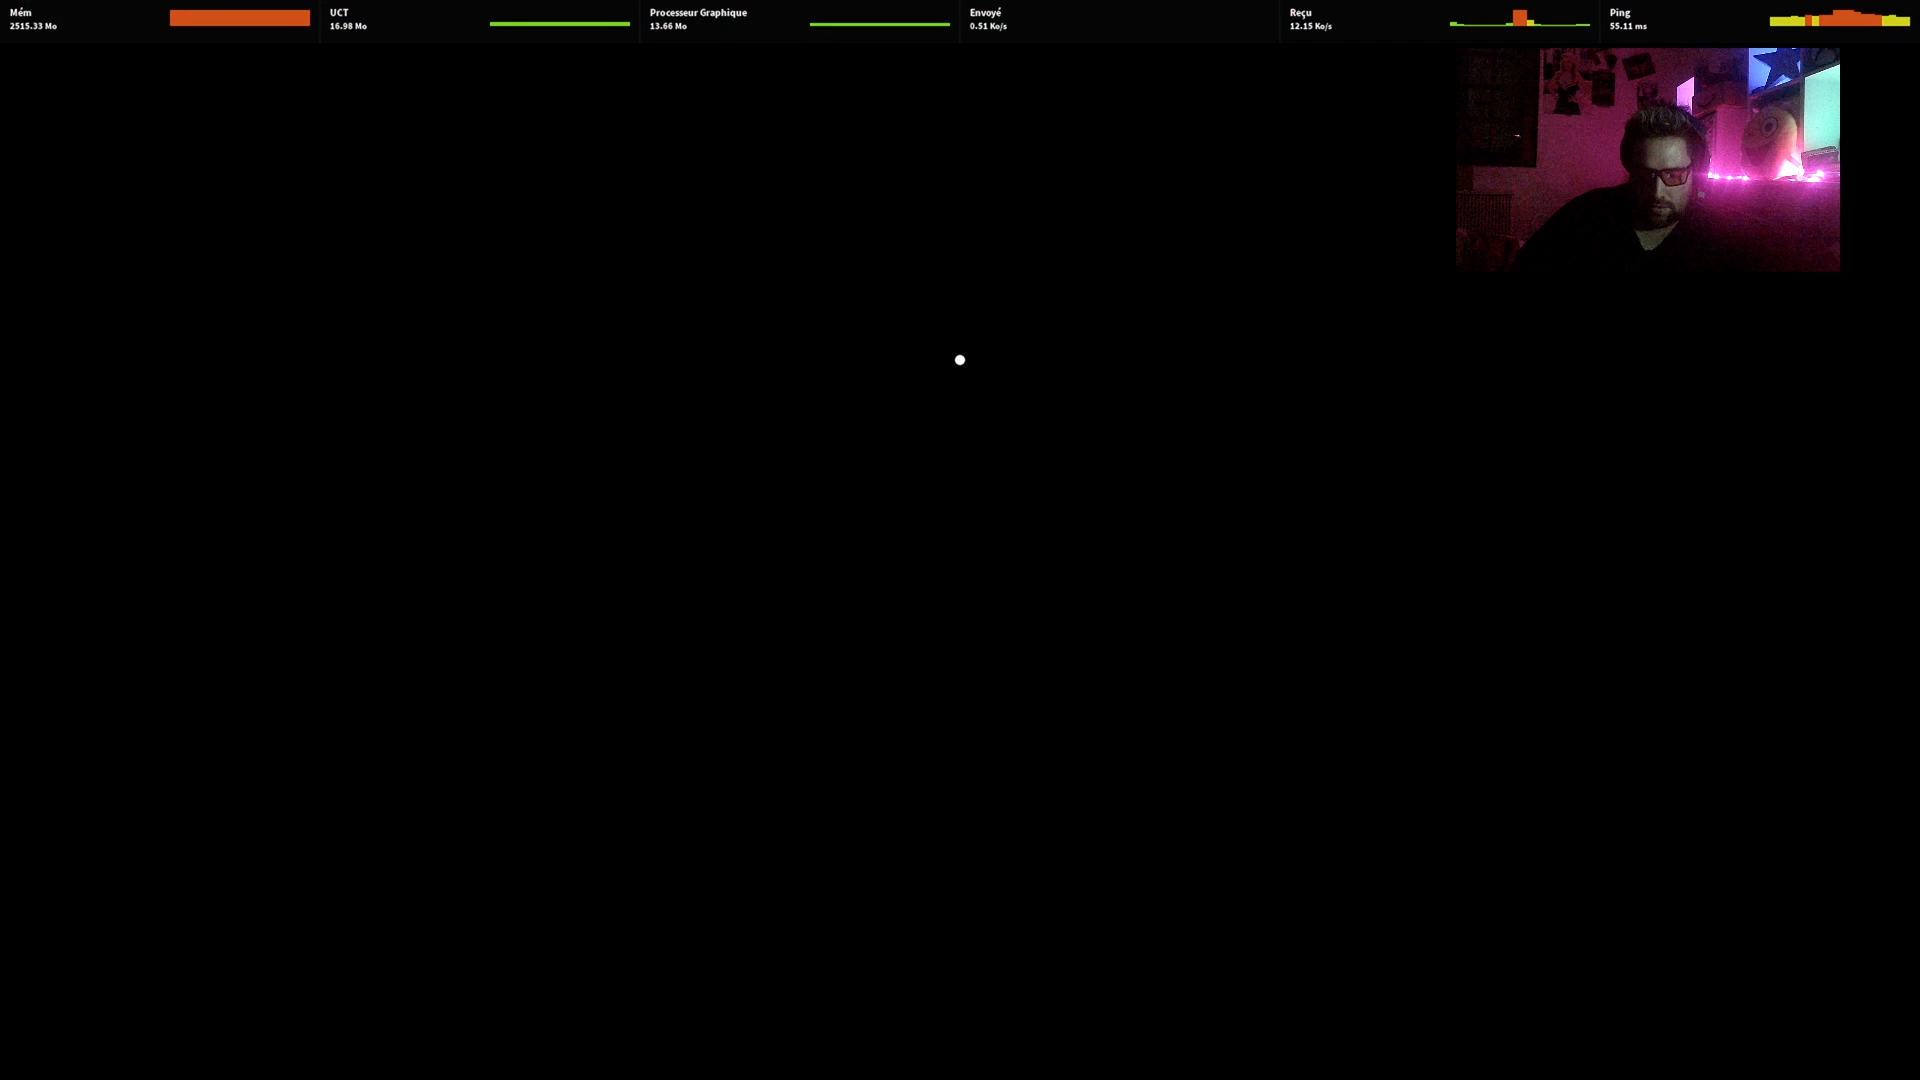 Mém
2515.33 Mo
UCT
16.98 Mo
Processeur Graphique
13.66 Mo
Envoyé
0.51 Ko/s
Reçu
12.15 Ko/s
Ping
55.11 ms